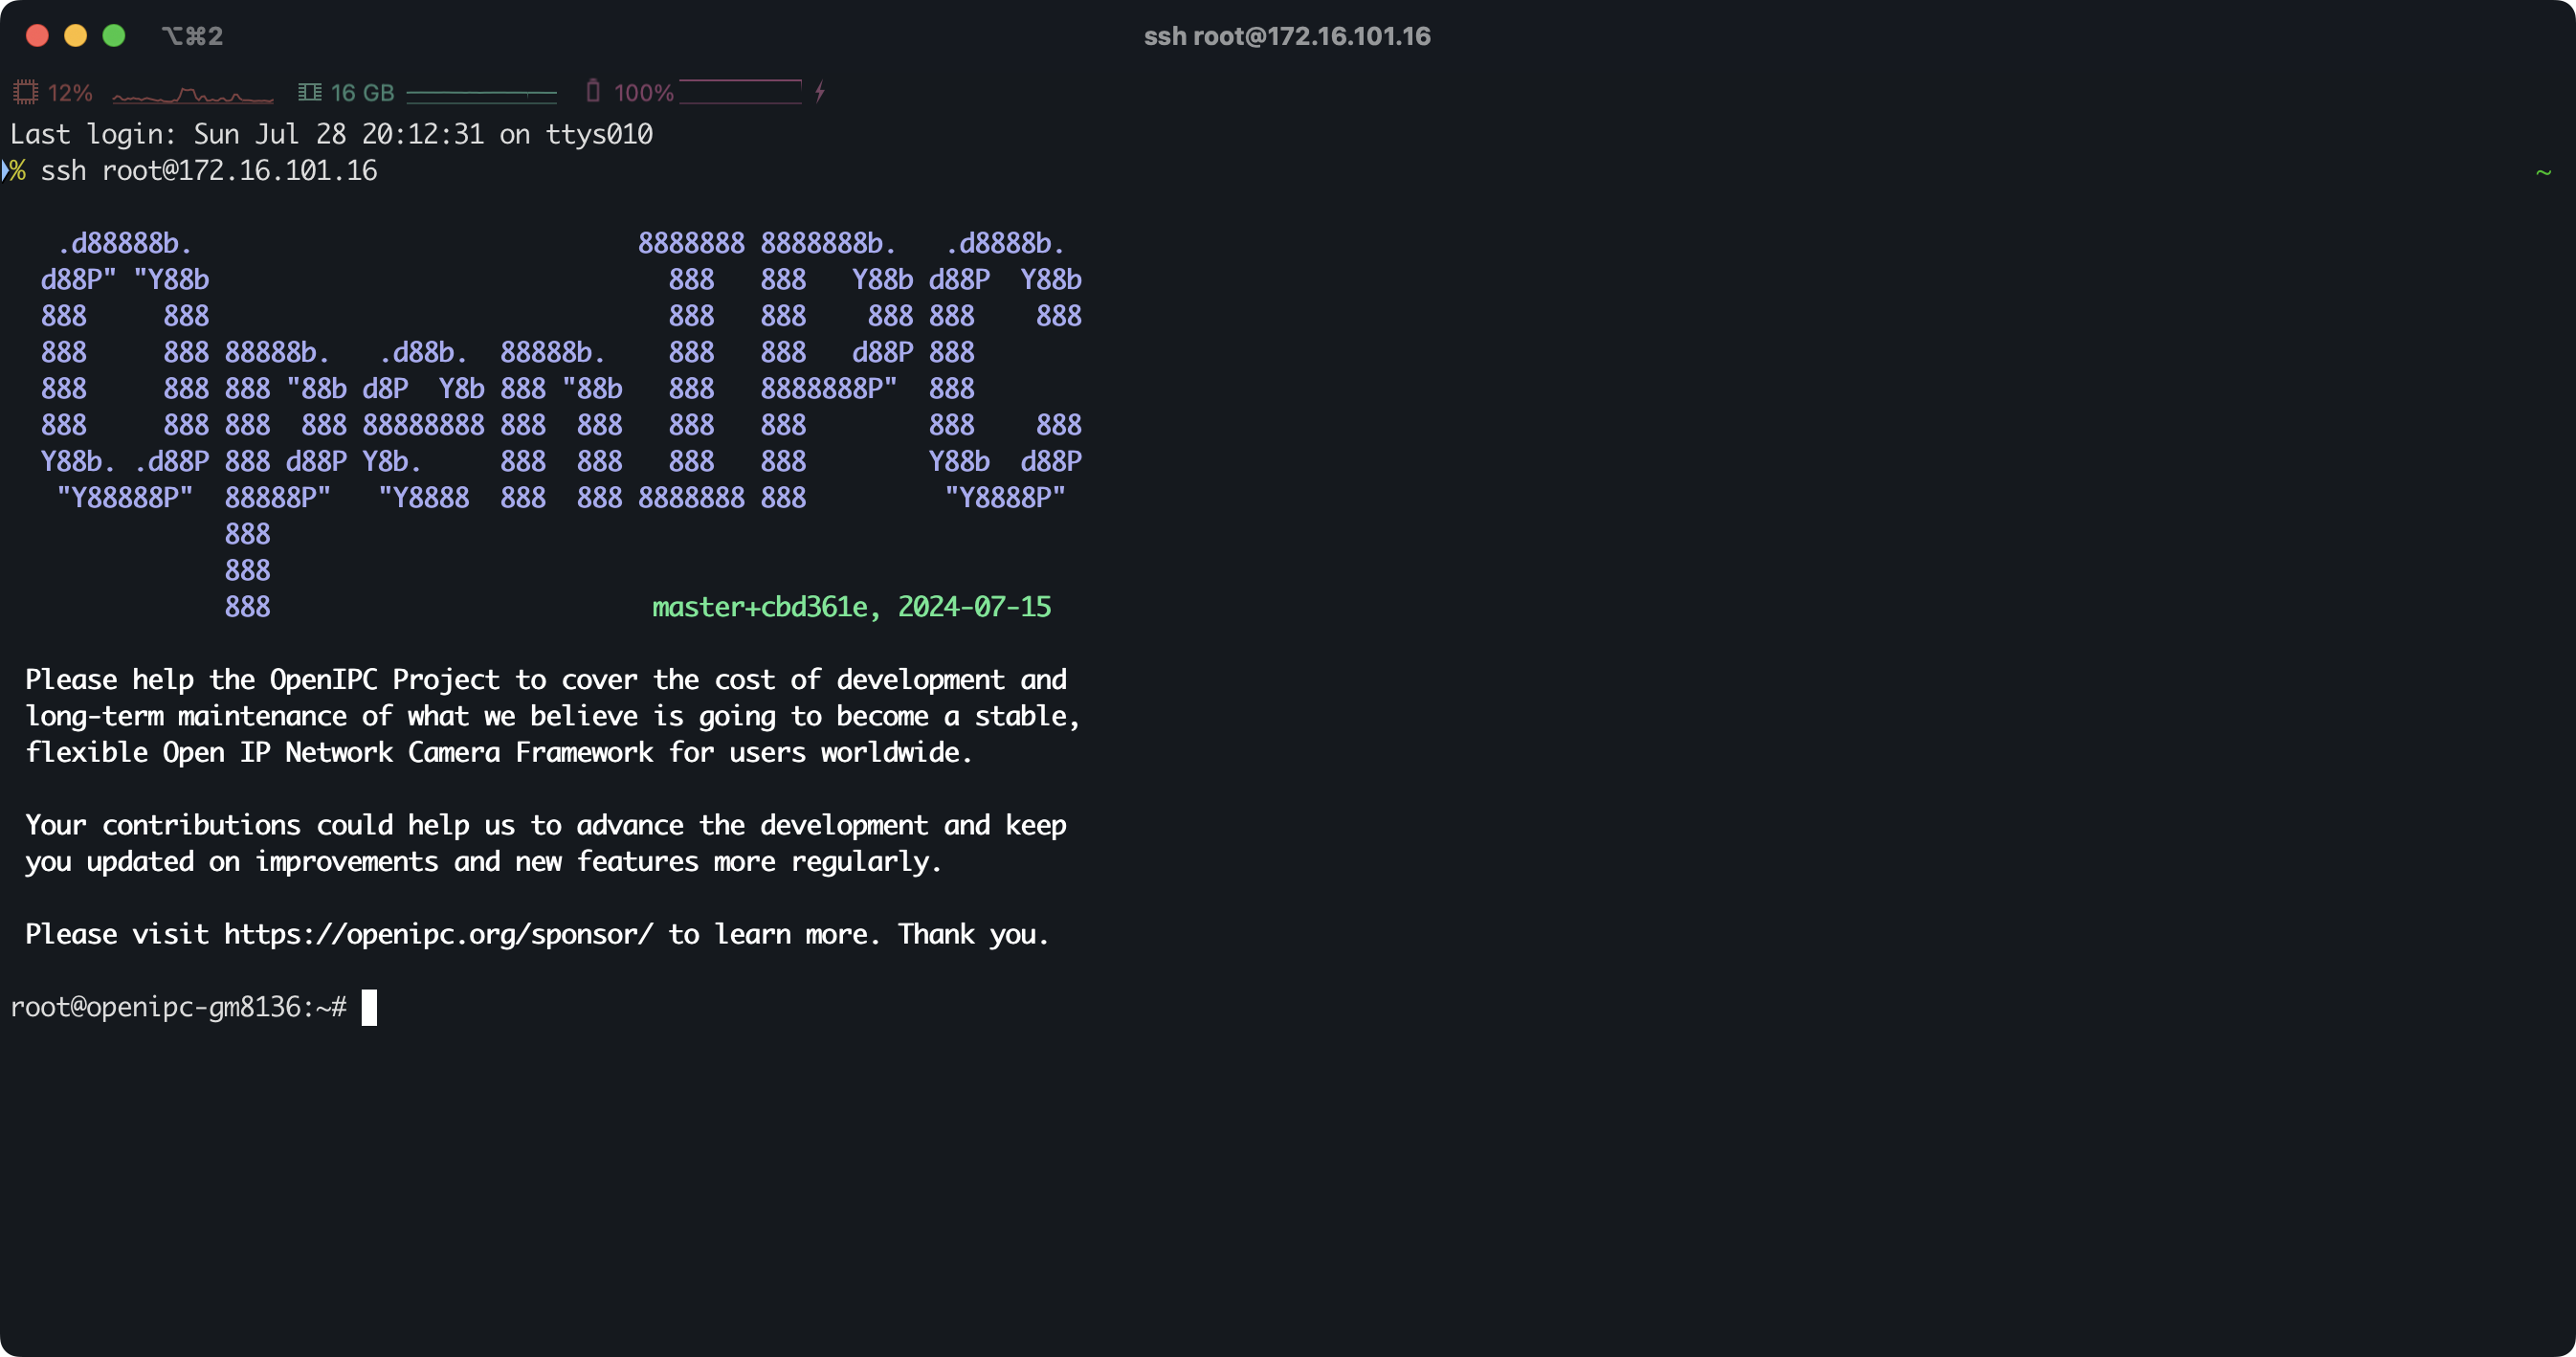 ⌥⌘2 ssh root@172.16.101.16
12% 16 GB 100%
Last login: Sun Jul 28 20:12:31 on ttys010
% ssh root@172.16.101.16 ~
   .d88888b.                             8888888 8888888b.   .d8888b.
  d88P" "Y88b                              888   888   Y88b d88P  Y88b
  888     888                              888   888    888 888    888
  888     888 88888b.   .d88b.  88888b.    888   888   d88P 888
  888     888 888 "88b d8P  Y8b 888 "88b   888   8888888P"  888
  888     888 888  888 88888888 888  888   888   888        888    888
  Y88b. .d88P 888 d88P Y8b.     888  888   888   888        Y88b  d88P
   "Y88888P"  88888P"   "Y8888  888  888 8888888 888         "Y8888P"
              888
              888
              888                         master+cbd361e, 2024-07-15
Please help the OpenIPC Project to cover the cost of development and
long-term maintenance of what we believe is going to become a stable,
flexible Open IP Network Camera Framework for users worldwide.
Your contributions could help us to advance the development and keep
you updated on improvements and new features more regularly.
Please visit https://openipc.org/sponsor/ to learn more. Thank you.
root@openipc-gm8136:~#